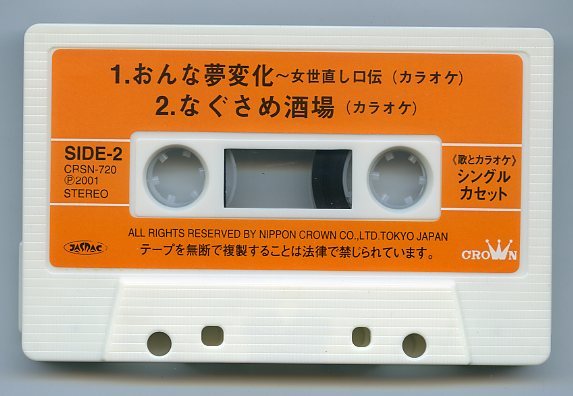 1.おんな夢変化〜女世直し口伝(カラオケ)
2.なぐさめ酒場(カラオケ)
SIDE-2
CRSN-720
Ⓟ2001
STEREO
《歌とカラオケ》
シングル
カセット
ALL RIGHTS RESERVED BY NIPPON CROWN CO.,LTD.TOKYO JAPAN
テープを無断で複製することは法律で禁じられています。
JASRAC
CROWN